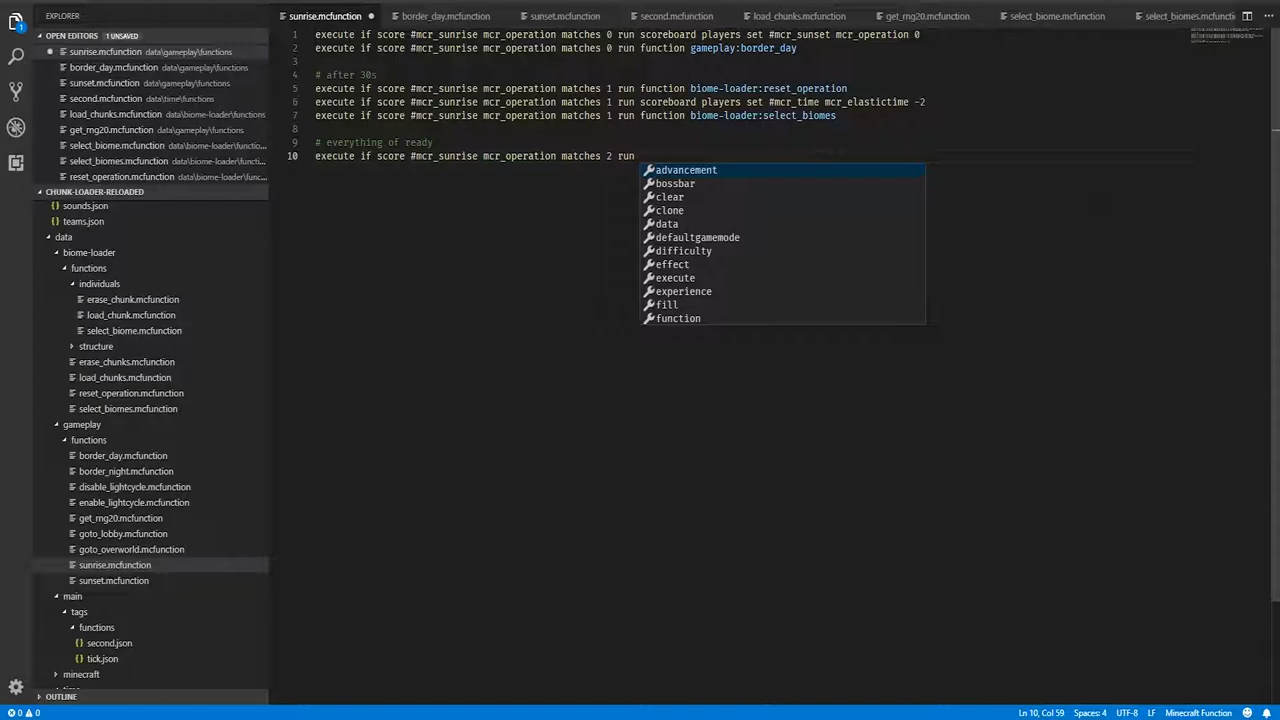 EXPLORER
OPEN EDITORS 1 UNSAVED
sunrise.mcfunction data\gameplay\functions
border_day.mcfunction data\gameplay\functions
sunset.mcfunction data\gameplay\functions
second.mcfunction data\time\functions
load_chunks.mcfunction data\biome-loader\function...
get_rng20.mcfunction data\gameplay\functions
select_biome.mcfunction data\biome-loader\functi...
select_biomes.mcfunction data\biome-loader\functi...
reset_operation.mcfunction data\biome-loader\func...
CHUNK-LOADER-RELOADED
sounds.json
teams.json
data
biome-loader
functions
individuals
erase_chunk.mcfunction
load_chunk.mcfunction
select_biome.mcfunction
structure
erase_chunks.mcfunction
load_chunks.mcfunction
reset_operation.mcfunction
select_biomes.mcfunction
gameplay
functions
border_day.mcfunction
border_night.mcfunction
disable_lightcycle.mcfunction
enable_lightcycle.mcfunction
get_rng20.mcfunction
goto_lobby.mcfunction
goto_overworld.mcfunction
sunrise.mcfunction
sunset.mcfunction
main
tags
functions
second.json
tick.json
minecraft
OUTLINE
sunrise.mcfunction border_day.mcfunction sunset.mcfunction second.mcfunction load_chunks.mcfunction get_rng20.mcfunction select_biome.mcfunction select_biomes.mcfuncti
1 execute if score #mcr_sunrise mcr_operation matches 0 run scoreboard players set #mcr_sunset mcr_operation 0
2 execute if score #mcr_sunrise mcr_operation matches 0 run function gameplay:border_day
3
4 # after 30s
5 execute if score #mcr_sunrise mcr_operation matches 1 run function biome-loader:reset_operation
6 execute if score #mcr_sunrise mcr_operation matches 1 run scoreboard players set #mcr_time mcr_elastictime -2
7 execute if score #mcr_sunrise mcr_operation matches 1 run function biome-loader:select_biomes
8
9 # everything of ready
10 execute if score #mcr_sunrise mcr_operation matches 2 run
advancement
bossbar
clear
clone
data
defaultgamemode
difficulty
effect
execute
experience
fill
function
0 0
Ln 10, Col 59 Spaces: 4 UTF-8 LF Minecraft Function